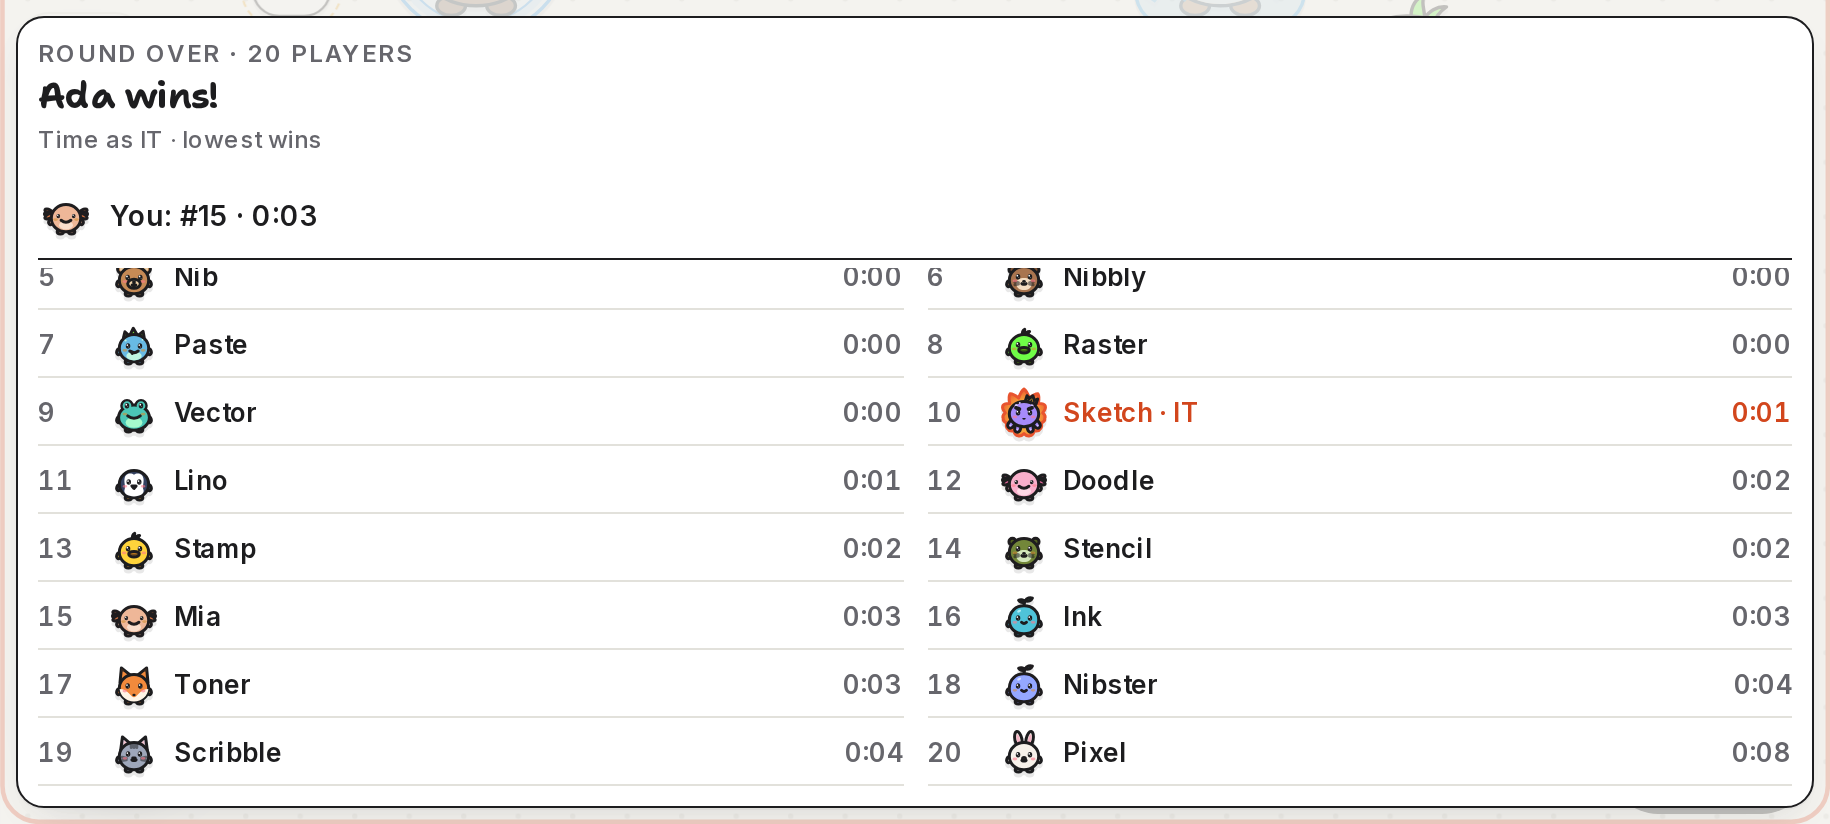 ROUND OVER · 20 PLAYERS
Ada wins!
Time as IT · lowest wins
You: #15 · 0:03
5 Nib 0:00 6 Nibbly 0:00
7 Paste 0:00 8 Raster 0:00
9 Vector 0:00 10 Sketch · IT 0:01
11 Lino 0:01 12 Doodle 0:02
13 Stamp 0:02 14 Stencil 0:02
15 Mia 0:03 16 Ink 0:03
17 Toner 0:03 18 Nibster 0:04
19 Scribble 0:04 20 Pixel 0:08